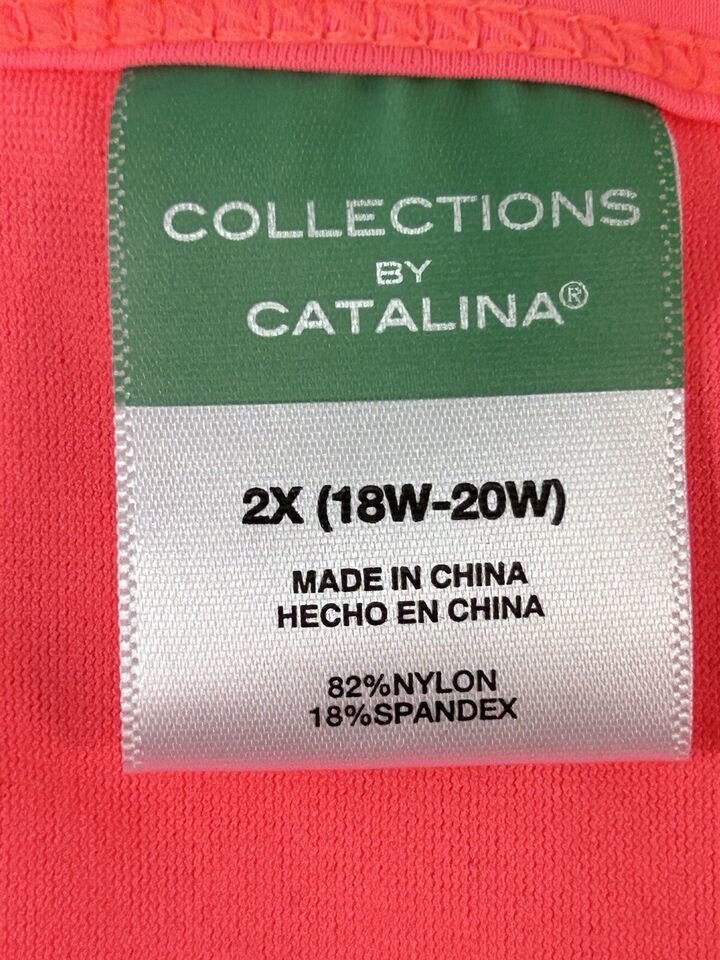 COLLECTIONS
BY
CATALINA®
2X (18W-20W)
MADE IN CHINA
HECHO EN CHINA
82%NYLON
18%SPANDEX